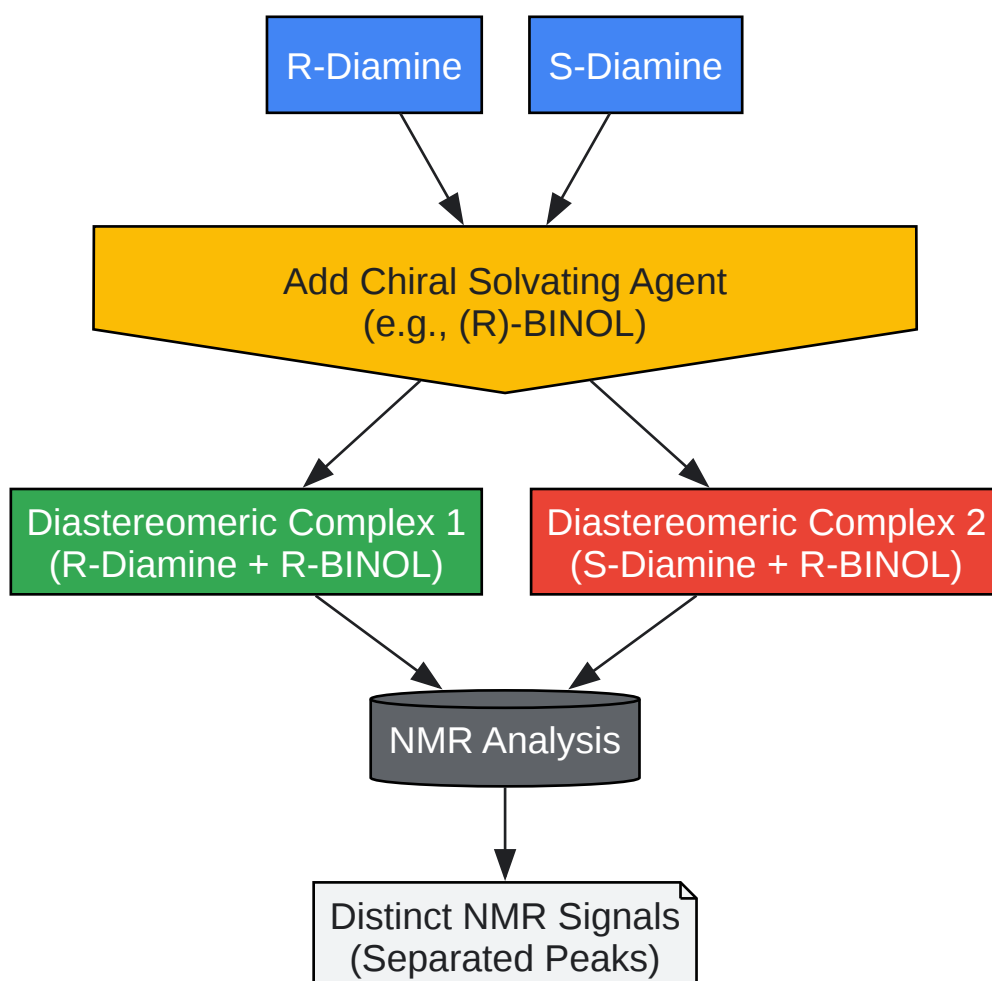 R-Diamine
S-Diamine
Add Chiral Solvating Agent
(e.g., (R)-BINOL)
Diastereomeric Complex 1
(R-Diamine + R-BINOL)
Diastereomeric Complex 2
(S-Diamine + R-BINOL)
NMR Analysis
Distinct NMR Signals
(Separated Peaks)